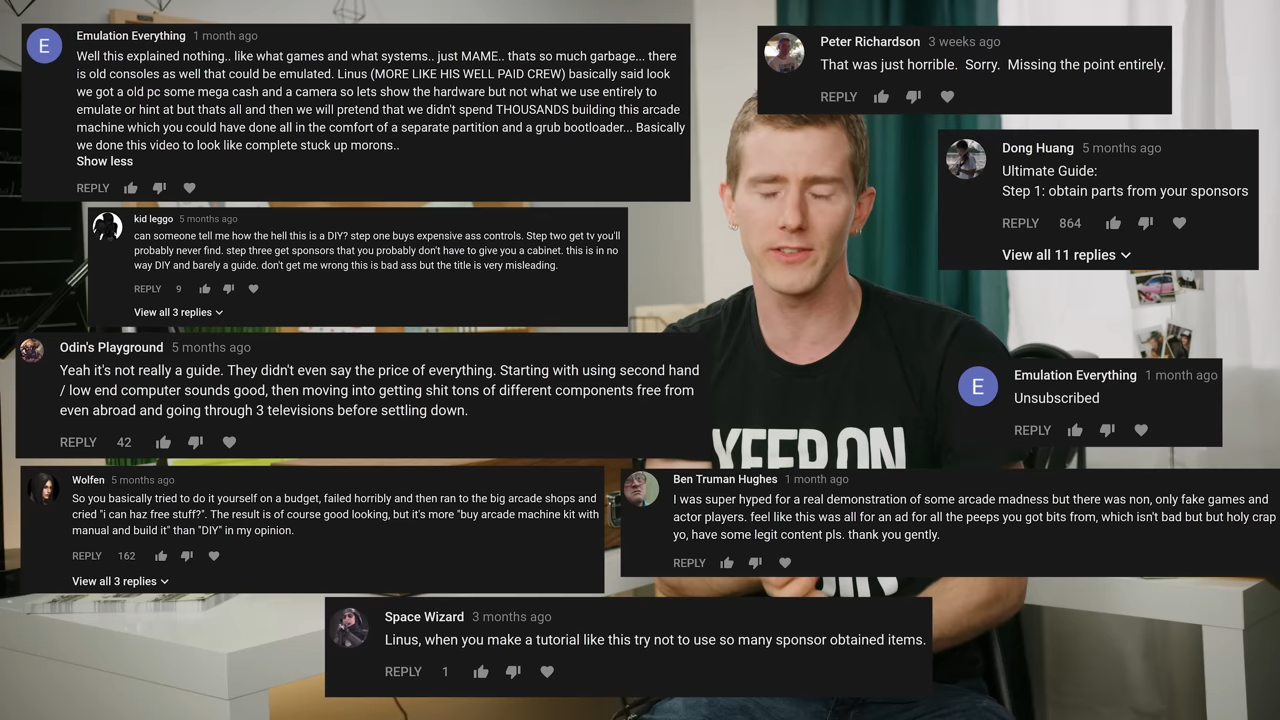 Emulation Everything 1 month ago
Well this explained nothing.. like what games and what systems.. just MAME.. thats so much garbage... there
is old consoles as well that could be emulated. Linus (MORE LIKE HIS WELL PAID CREW) basically said look
we got a old pc some mega cash and a camera so lets show the hardware but not what we use entirely to
emulate or hint at but thats all and then we will pretend that we didn't spend THOUSANDS building this arcade
machine which you could have done all in the comfort of a separate partition and a grub bootloader... Basically
we done this video to look like complete stuck up morons..
Show less
REPLY
E
Peter Richardson 3 weeks ago
That was just horrible. Sorry. Missing the point entirely.
REPLY
Dong Huang 5 months ago
Ultimate Guide:
Step 1: obtain parts from your sponsors
REPLY 864
View all 11 replies
kid leggo 5 months ago
can someone tell me how the hell this is a DIY? step one buys expensive ass controls. Step two get tv you'll
probably never find. step three get sponsors that you probably don't have to give you a cabinet. this is in no
way DIY and barely a guide. don't get me wrong this is bad ass but the title is very misleading.
REPLY 9
View all 3 replies
Odin's Playground 5 months ago
Yeah it's not really a guide. They didn't even say the price of everything. Starting with using second hand
/ low end computer sounds good, then moving into getting shit tons of different components free from
even abroad and going through 3 televisions before settling down.
REPLY 42
E
Emulation Everything 1 month ago
Unsubscribed
REPLY
Wolfen 5 months ago
So you basically tried to do it yourself on a budget, failed horribly and then ran to the big arcade shops and
cried "i can haz free stuff?". The result is of course good looking, but it's more "buy arcade machine kit with
manual and build it" than "DIY" in my opinion.
REPLY 162
View all 3 replies
Ben Truman Hughes 1 month ago
I was super hyped for a real demonstration of some arcade madness but there was non, only fake games and
actor players. feel like this was all for an ad for all the peeps you got bits from, which isn't bad but but holy crap
yo, have some legit content pls. thank you gently.
REPLY
Space Wizard 3 months ago
Linus, when you make a tutorial like this try not to use so many sponsor obtained items.
REPLY 1